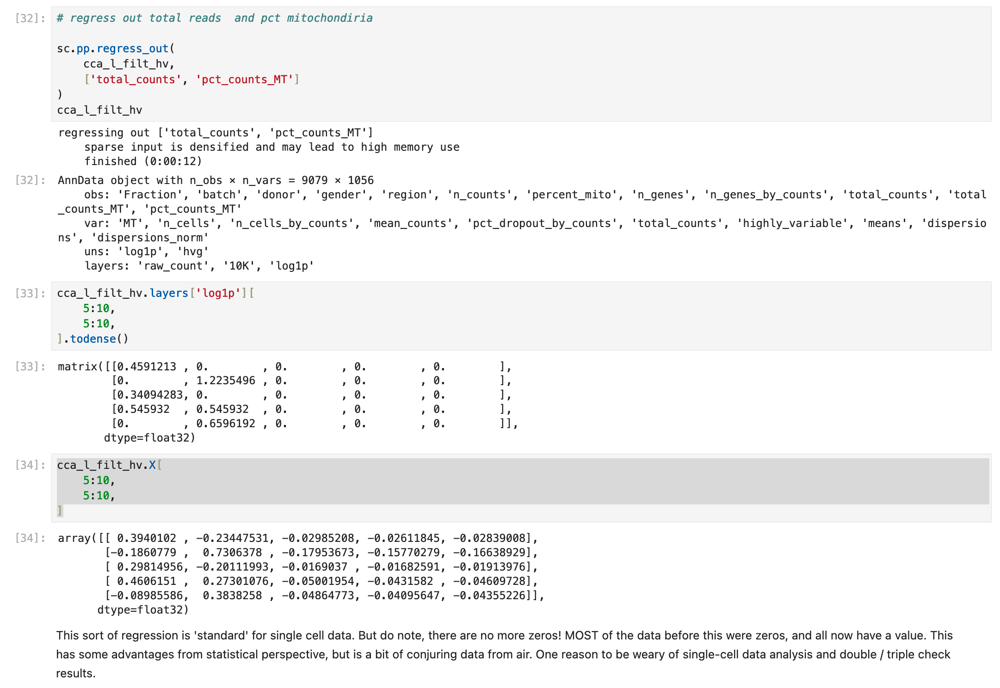 [32]: # regress out total reads  and pct mitochondiria
sc.pp.regress_out(
    cca_l_filt_hv,
    ['total_counts', 'pct_counts_MT']
)
cca_l_filt_hv
regressing out ['total_counts', 'pct_counts_MT']
    sparse input is densified and may lead to high memory use
    finished (0:00:12)
[32]: AnnData object with n_obs × n_vars = 9079 × 1056
    obs: 'Fraction', 'batch', 'donor', 'gender', 'region', 'n_counts', 'percent_mito', 'n_genes', 'n_genes_by_counts', 'total_counts', 'total
_counts_MT', 'pct_counts_MT'
    var: 'MT', 'n_cells', 'n_cells_by_counts', 'mean_counts', 'pct_dropout_by_counts', 'total_counts', 'highly_variable', 'means', 'dispersio
ns', 'dispersions_norm'
    uns: 'log1p', 'hvg'
    layers: 'raw_count', '10K', 'log1p'
[33]: cca_l_filt_hv.layers['log1p'][
    5:10,
    5:10,
].todense()
[33]: matrix([[0.4591213 , 0.        , 0.        , 0.        , 0.        ],
        [0.        , 1.2235496 , 0.        , 0.        , 0.        ],
        [0.34094283, 0.        , 0.        , 0.        , 0.        ],
        [0.545932  , 0.545932  , 0.        , 0.        , 0.        ],
        [0.        , 0.6596192 , 0.        , 0.        , 0.        ]],
       dtype=float32)
[34]: cca_l_filt_hv.X[
    5:10,
    5:10,
]
[34]: array([[ 0.3940102 , -0.23447531, -0.02985208, -0.02611845, -0.02839008],
       [-0.1860779 ,  0.7306378 , -0.17953673, -0.15770279, -0.16638929],
       [ 0.29814956, -0.20111993, -0.0169037 , -0.01682591, -0.01913976],
       [ 0.4606151 ,  0.27301076, -0.05001954, -0.0431582 , -0.04609728],
       [-0.08985586,  0.3838258 , -0.04864773, -0.04095647, -0.04355226]],
      dtype=float32)
This sort of regression is 'standard' for single cell data. But do note, there are no more zeros! MOST of the data before this were zeros, and all now have a value. This
has some advantages from statistical perspective, but is a bit of conjuring data from air. One reason to be weary of single-cell data analysis and double / triple check
results.